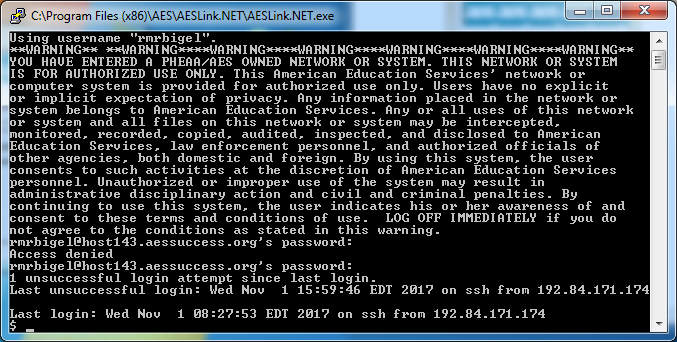 C:\Program Files (x86)\AES\AESLink.NET\AESLink.NET.exe
Using username "rmrbigel".
**WARNING** **WARNING****WARNING****WARNING****WARNING****WARNING****WARNING**
YOU HAVE ENTERED A PHEAA/AES OWNED NETWORK OR SYSTEM. THIS NETWORK OR SYSTEM
IS FOR AUTHORIZED USE ONLY. This American Education Services' network or
computer system is provided for authorized use only. Users have no explicit
or implicit expectation of privacy. Any information placed in the network or
system belongs to American Education Services. Any or all uses of this network
or system and all files on this network or system may be intercepted,
monitored, recorded, copied, audited, inspected, and disclosed to American
Education Services, law enforcement personnel, and authorized officials of
other agencies, both domestic and foreign. By using this system, the user
consents to such activities at the discretion of American Education Services
personnel. Unauthorized or improper use of the system may result in
administrative disciplinary action and civil and criminal penalties. By
continuing to use this system, the user indicates his or her awareness of and
consent to these terms and conditions of use.  LOG OFF IMMEDIATELY if you do
not agree to the conditions as stated in this warning.
rmrbigel@host143.aessuccess.org's password:
Access denied
rmrbigel@host143.aessuccess.org's password:
1 unsuccessful login attempt since last login.
Last unsuccessful login: Wed Nov  1 15:59:46 EDT 2017 on ssh from 192.84.171.174
Last login: Wed Nov  1 08:27:53 EDT 2017 on ssh from 192.84.171.174
$